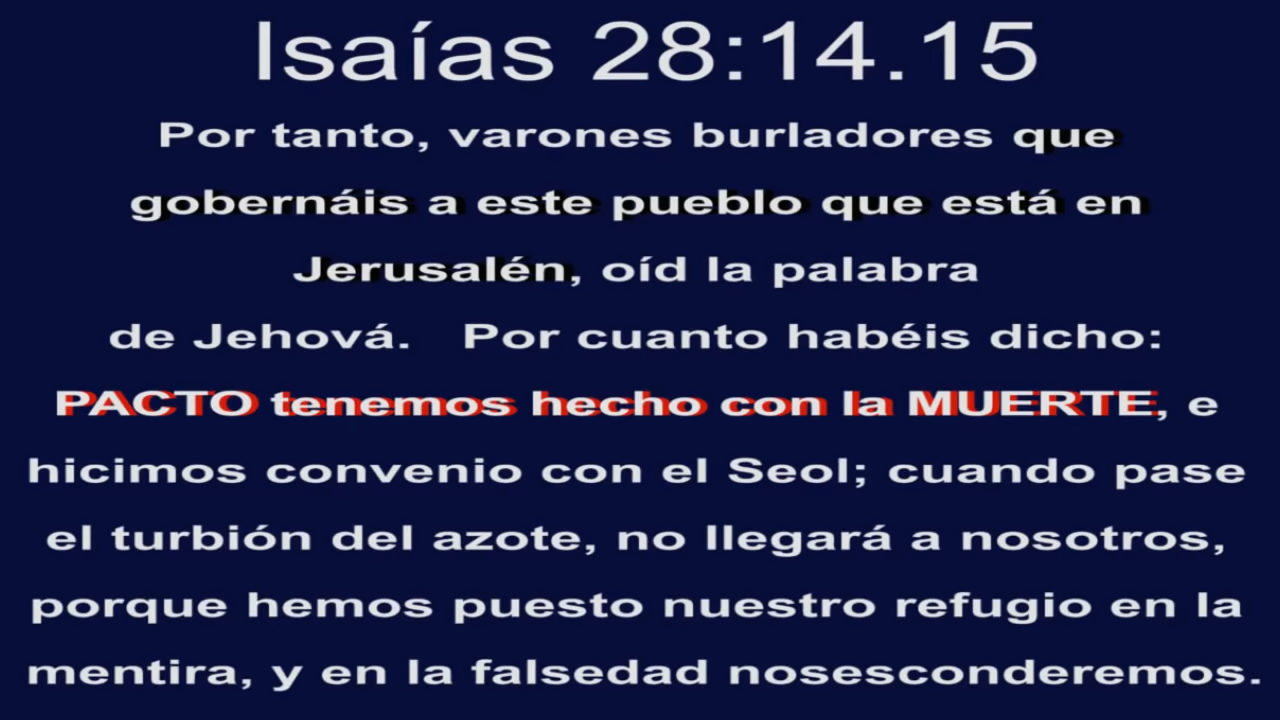 Isaías 28:14.15
Por tanto, varones burladores que
gobernáis a este pueblo que está en
Jerusalén, oíd la palabra
de Jehová.   Por cuanto habéis dicho:
PACTO tenemos hecho con la MUERTE, e
hicimos convenio con el Seol; cuando pase
el turbión del azote, no llegará a nosotros,
porque hemos puesto nuestro refugio en la
mentira, y en la falsedad nosesconderemos.